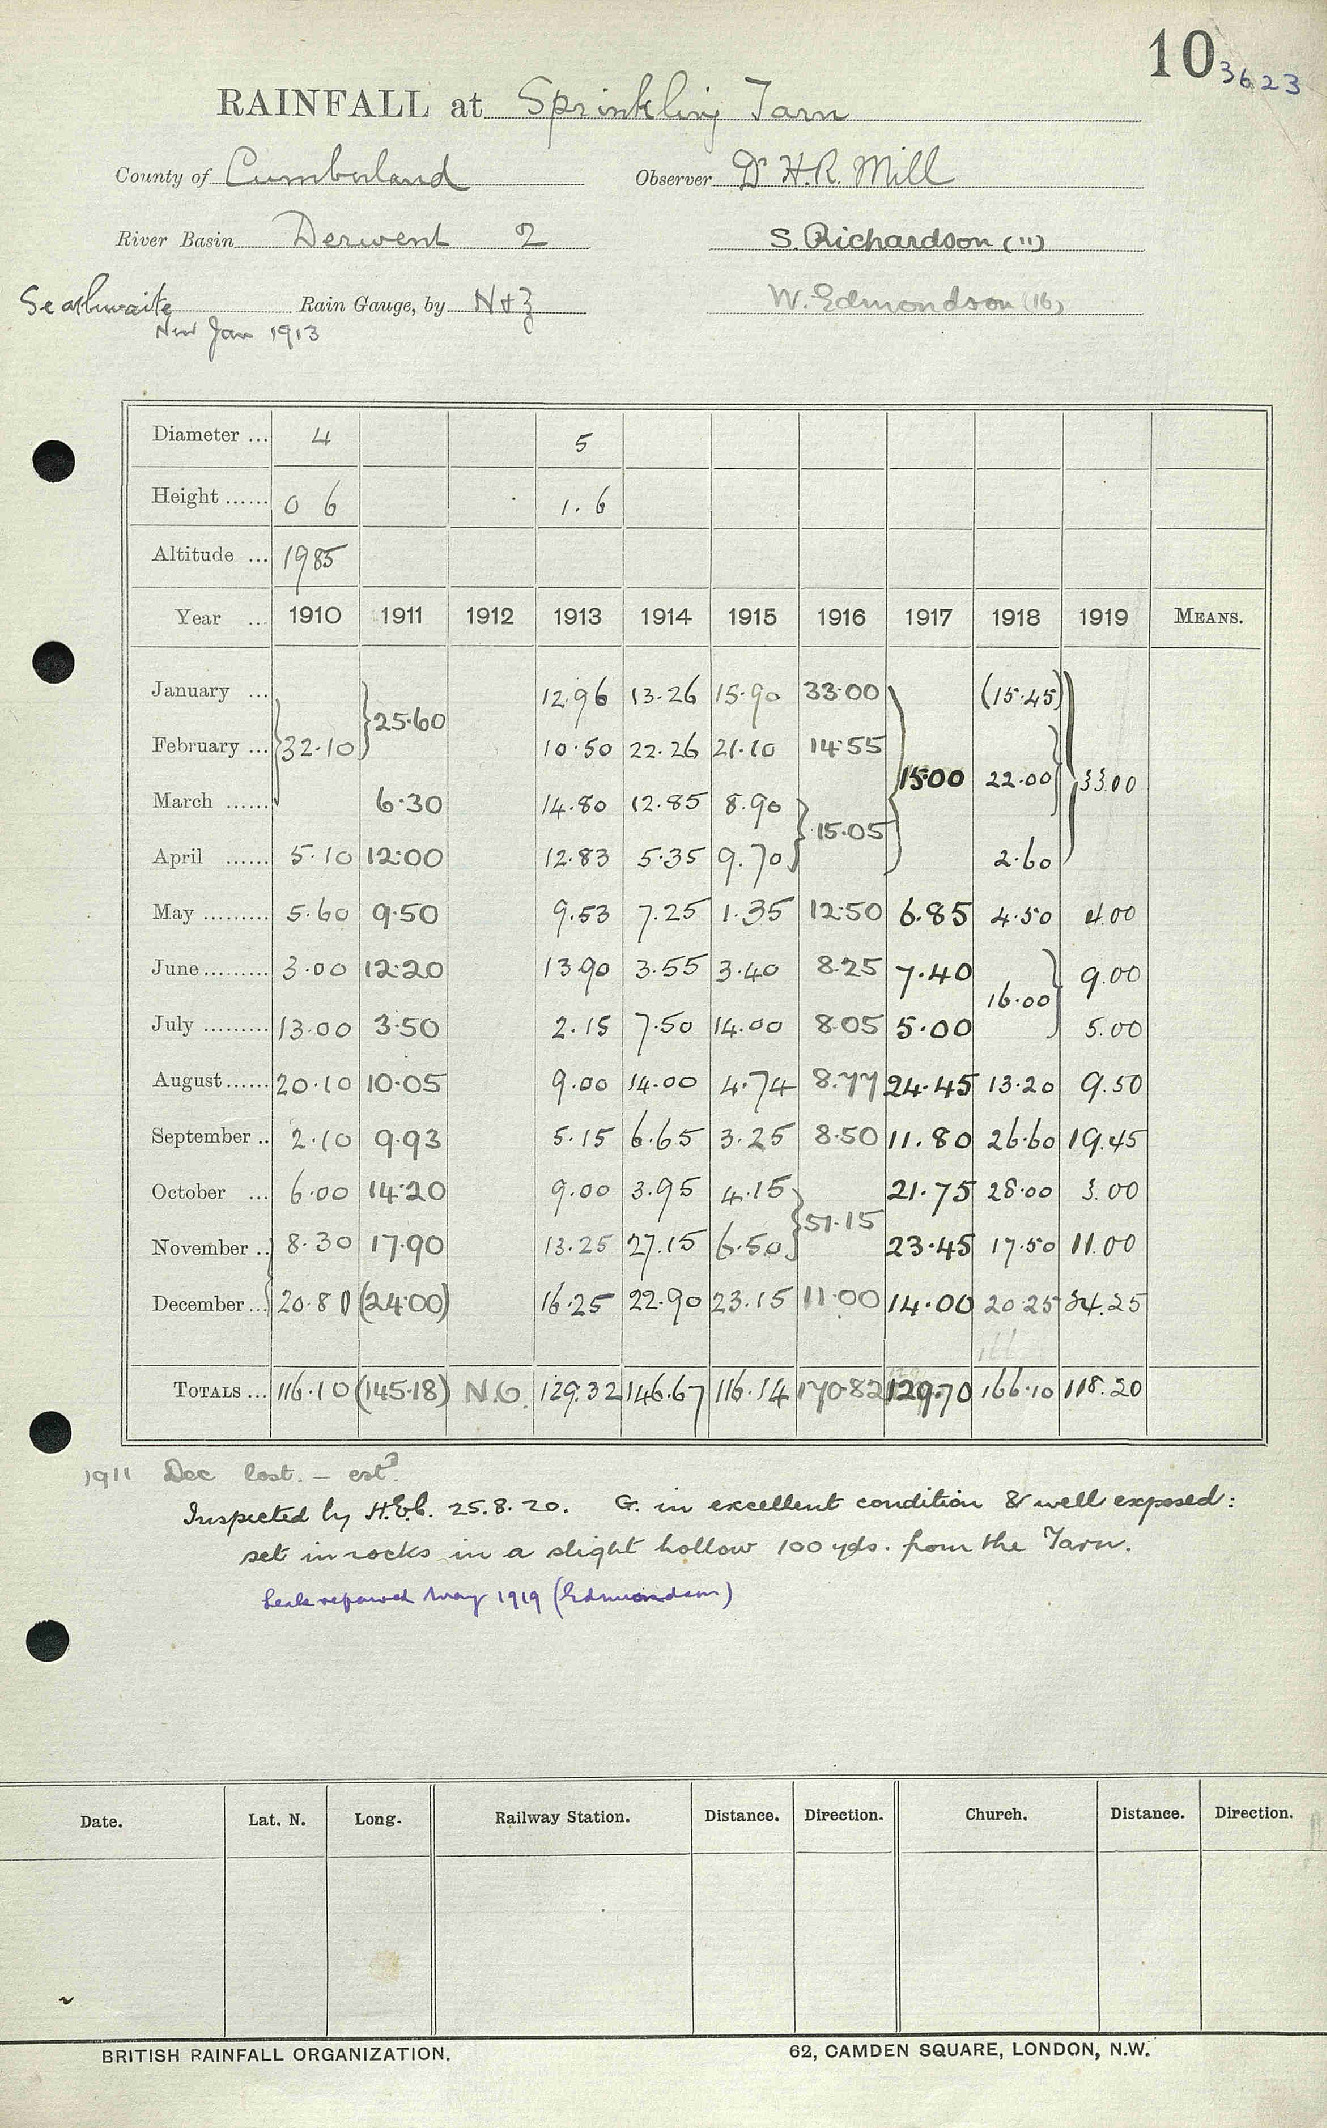 10 3623
RAINFALL at Sprinkling Tarn
County of Cumberland Observer Dr H.R. Mill
River Basin Derwent 2 S. Richardson (11)
Seathwaite Rain Gauge, by N & Z W. Edmondson (16)
New Jan 1913
Diameter ... 4 5
Height ...... 0 6 1. 6
Altitude ... 1985
Year ... 1910 1911 1912 1913 1914 1915 1916 1917 1918 1919 MEANS.
January ... 12.96 13.26 15.90 33.00 (15.45)
25.60
February ... 32.10 10.50 22.26 21.10 14.55
15.00 22.00 33.00
March ...... 6.30 14.80 12.85 8.90
15.05
April ...... 5.10 12.00 12.83 5.35 9.70 2.60
May ......... 5.60 9.50 9.53 7.25 1.35 12.50 6.85 4.50 4.00
June ......... 3.00 12.20 13.90 3.55 3.40 8.25 7.40 9.00
16.00
July ......... 13.00 3.50 2.15 7.50 14.00 8.05 5.00 5.00
August ...... 20.10 10.05 9.00 14.00 4.74 8.77 24.45 13.20 9.50
September .. 2.10 9.93 5.15 6.65 3.25 8.50 11.80 26.60 19.45
October ... 6.00 14.20 9.00 3.95 4.15 21.75 28.00 3.00
51.15
November .. 8.30 17.90 13.25 27.15 6.50 23.45 17.50 11.00
December ... 20.80 (24.00) 16.25 22.90 23.15 11.00 14.00 20.25 24.25
TOTALS ... 116.10 (145.18) N.O. 129.32 146.67 116.14 170.82 129.70 166.10 118.20
1911 Dec lost. – estd.
Inspected by 25.8.20. G. in excellent condition & well exposed:
set in rocks in a slight hollow 100 yds. from the Tarn.
Leak repaired May 1919 (Edmondson)
Date. Lat. N. Long. Railway Station. Distance. Direction. Church. Distance. Direction.
BRITISH RAINFALL ORGANIZATION. 62, CAMDEN SQUARE, LONDON, N.W.